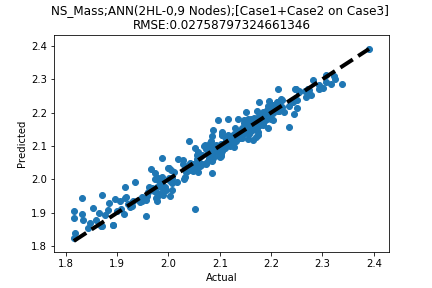 NS_Mass;ANN(2HL-0,9 Nodes);[Case1+Case2 on Case3]
RMSE:0.02758797324661346
2.4
2.3
2.2
2.1
2.0
1.9
1.8
Predicted
1.8 1.9 2.0 2.1 2.2 2.3 2.4
Actual